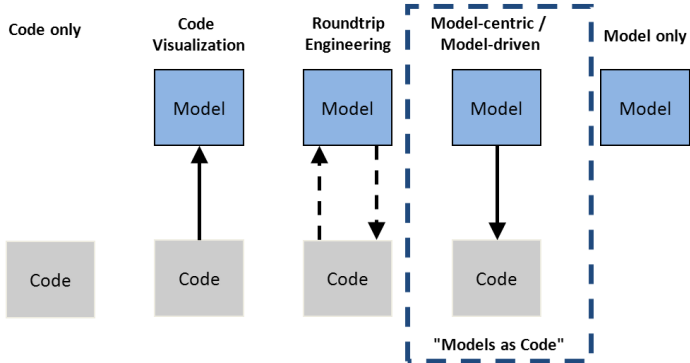 Code only
Code
Visualization
Roundtrip
Engineering
Model-centric /
Model-driven
Model only
Model
Model
Model
Model
Code
Code
Code
Code
"Models as Code"